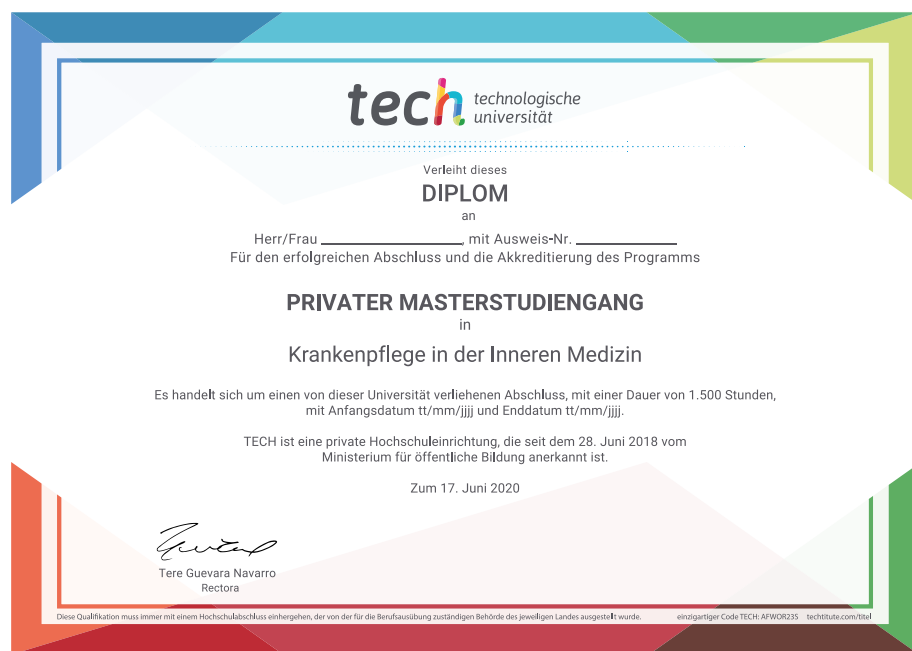 tech technologische
universität
Verleiht dieses
DIPLOM
an
Herr/Frau ____________________, mit Ausweis-Nr. ______________
Für den erfolgreichen Abschluss und die Akkreditierung des Programms
PRIVATER MASTERSTUDIENGANG
in
Krankenpflege in der Inneren Medizin
Es handelt sich um einen von dieser Universität verliehenen Abschluss, mit einer Dauer von 1.500 Stunden,
mit Anfangsdatum tt/mm/jjjj und Enddatum tt/mm/jjjj.
TECH ist eine private Hochschuleinrichtung, die seit dem 28. Juni 2018 vom
Ministerium für öffentliche Bildung anerkannt ist.
Zum 17. Juni 2020
Tere Guevara Navarro
Rectora
Diese Qualifikation muss immer mit einem Hochschulabschluss einhergehen, der von der für die Berufsausübung zuständigen Behörde des jeweiligen Landes ausgestellt wurde. einzigartiger Code TECH: AFWOR23S techtitute.com/titel